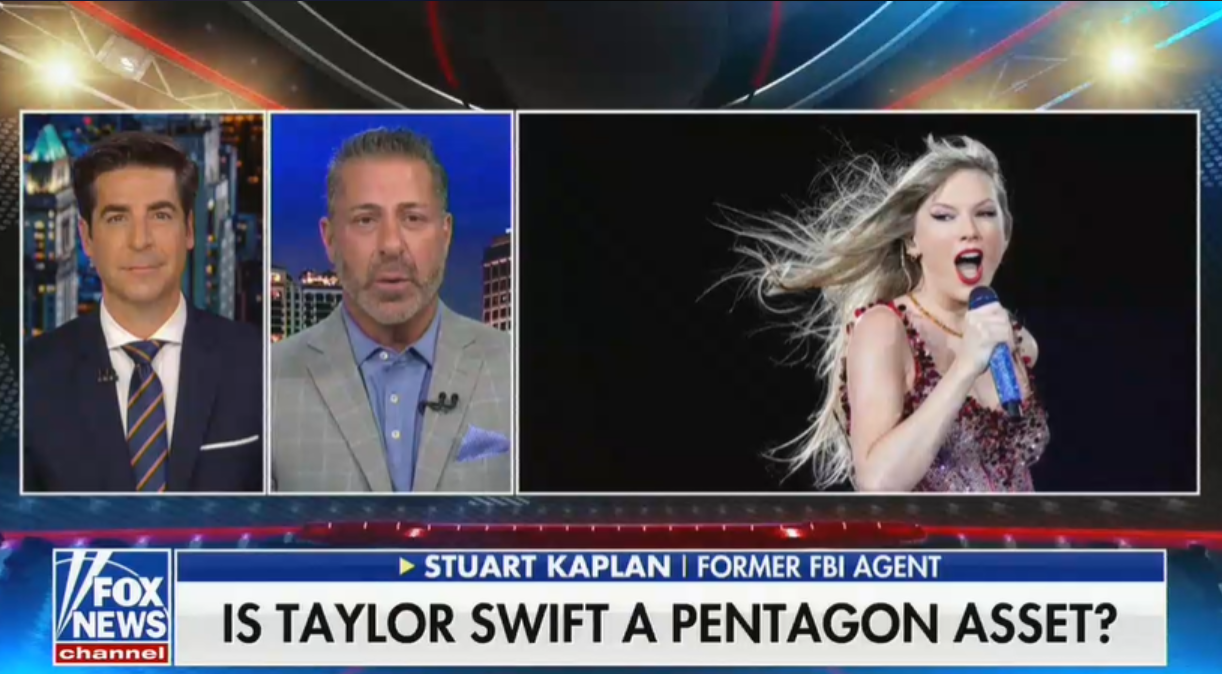 STUART KAPLAN | FORMER FBI AGENT
FOX
NEWS
channel
IS TAYLOR SWIFT A PENTAGON ASSET?